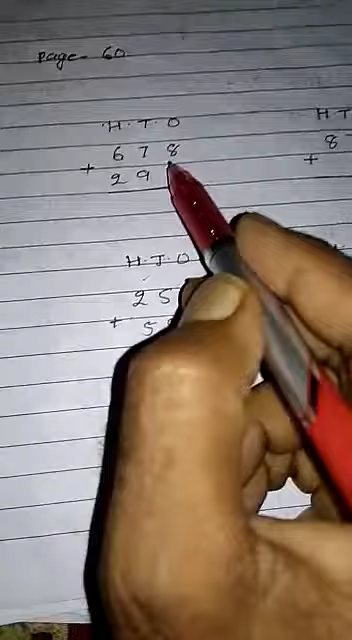 Page - 60
H. T. O
6 7 8
+ 2 9
H. T
8
+
H. T. O
2 5
+ 5